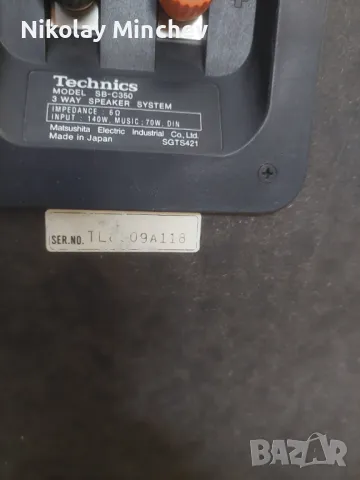 Nikolay Minchev
Technics
MODEL SB-C350
3 WAY SPEAKER SYSTEM
IMPEDANCE : 6Ω
INPUT : 140W, MUSIC ; 70W, DIN
Matsushita Electric Industrial Co., Ltd.
Made in Japan
SGTS421
SER.NO.
09A118
BAZAR